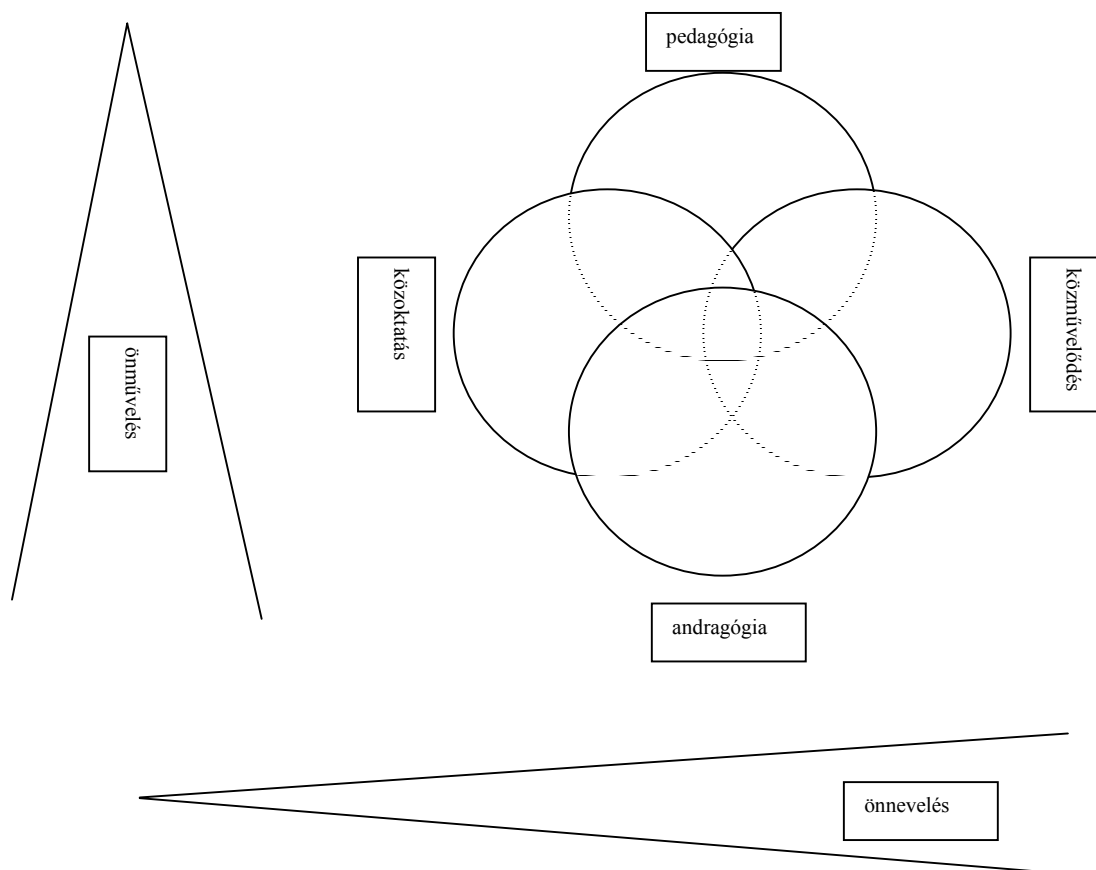 pedagógia
közoktatás
közművelődés
önművelés
andragógia
önnevelés